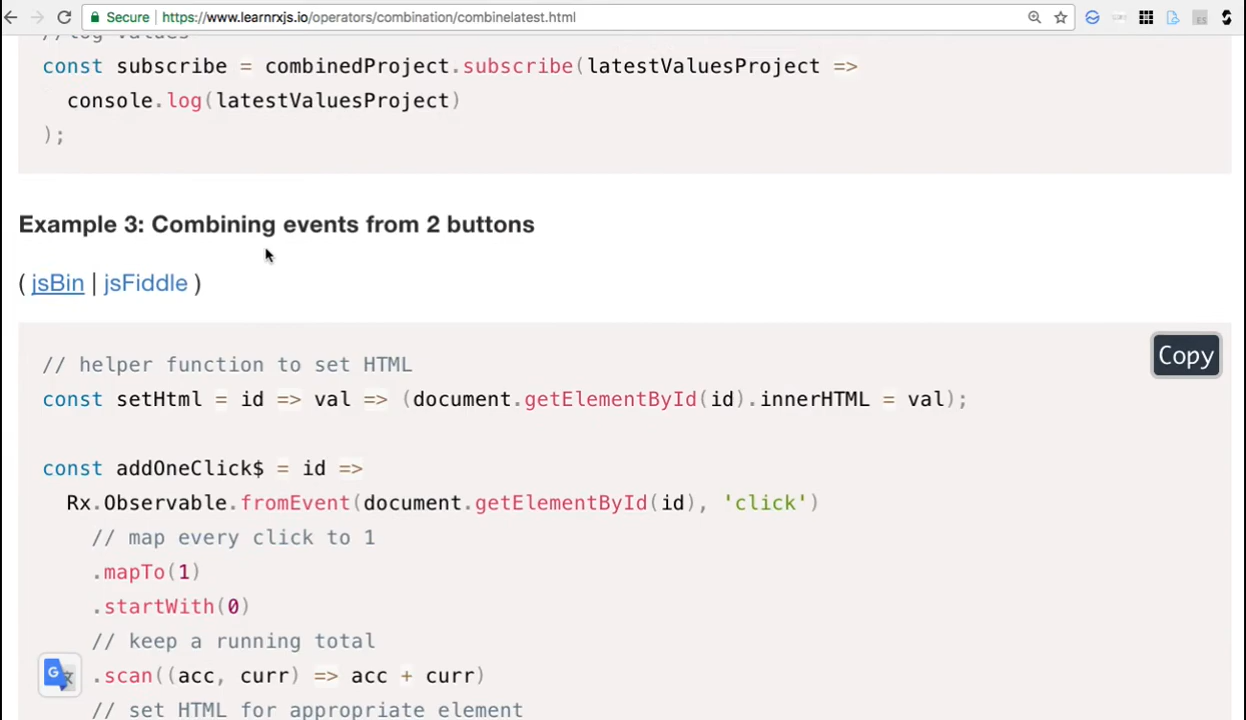 Secure | https://www.learnrxjs.io/operators/combination/combinelatest.html
//log values
const subscribe = combinedProject.subscribe(latestValuesProject =>
console.log(latestValuesProject)
);
Example 3: Combining events from 2 buttons
( jsBin | jsFiddle )
Copy
// helper function to set HTML
const setHtml = id => val => (document.getElementById(id).innerHTML = val);
const addOneClick$ = id =>
Rx.Observable.fromEvent(document.getElementById(id), 'click')
// map every click to 1
.mapTo(1)
.startWith(0)
// keep a running total
.scan((acc, curr) => acc + curr)
// set HTML for appropriate element